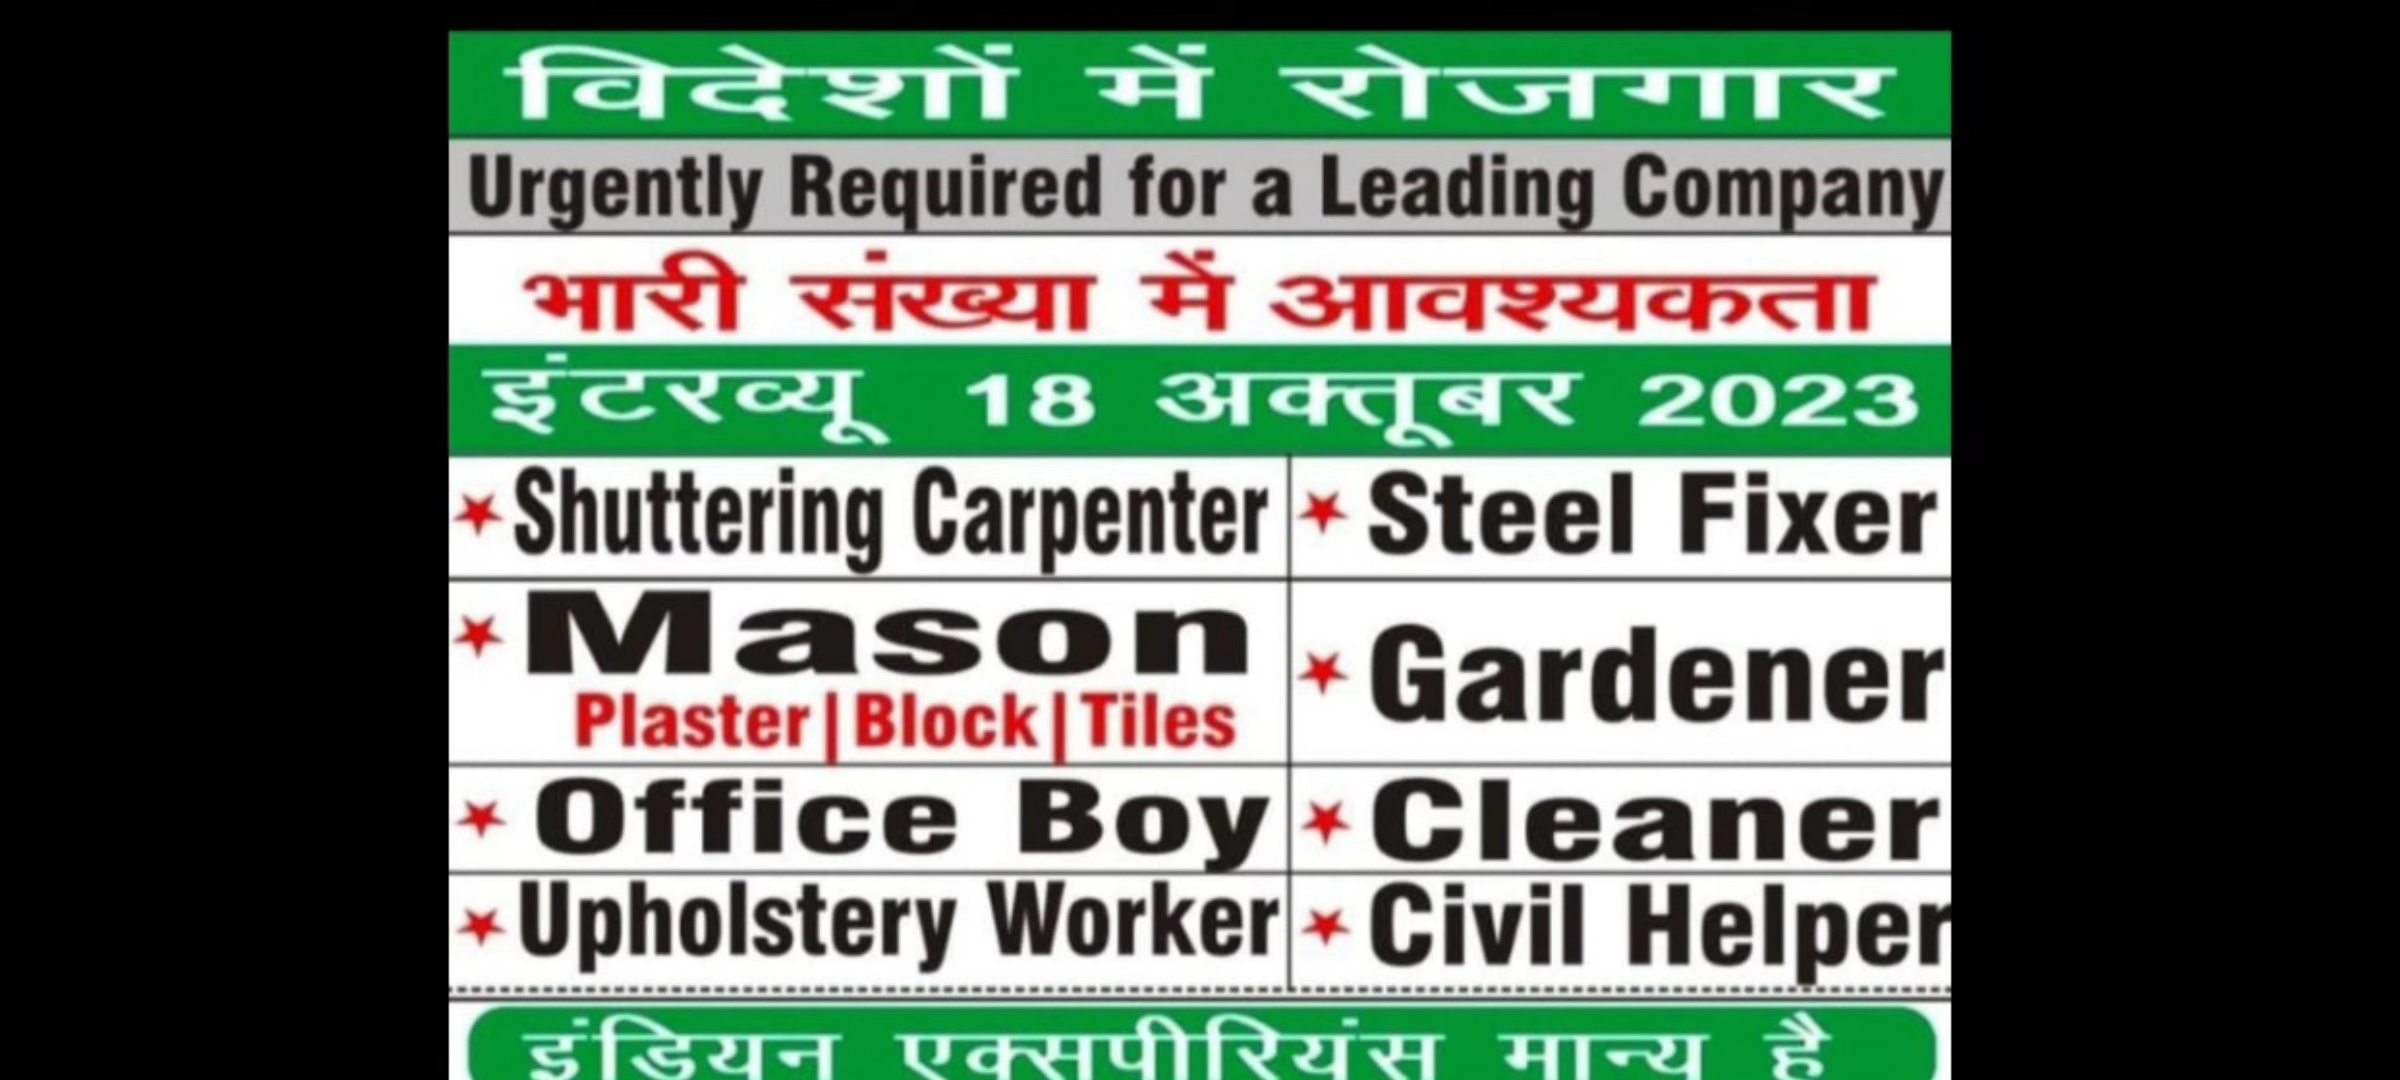 विदेशों में रोजगार
Urgently Required for a Leading Company
भारी संख्या में आवश्यकता
इंटरव्यू 18 अक्तूबर 2023
Shuttering Carpenter
Steel Fixer
Mason
Plaster|Block|Tiles
Gardener
Office Boy
Cleaner
Upholstery Worker
Civil Helper
इंडियन एक्सपीरियंस मान्य है